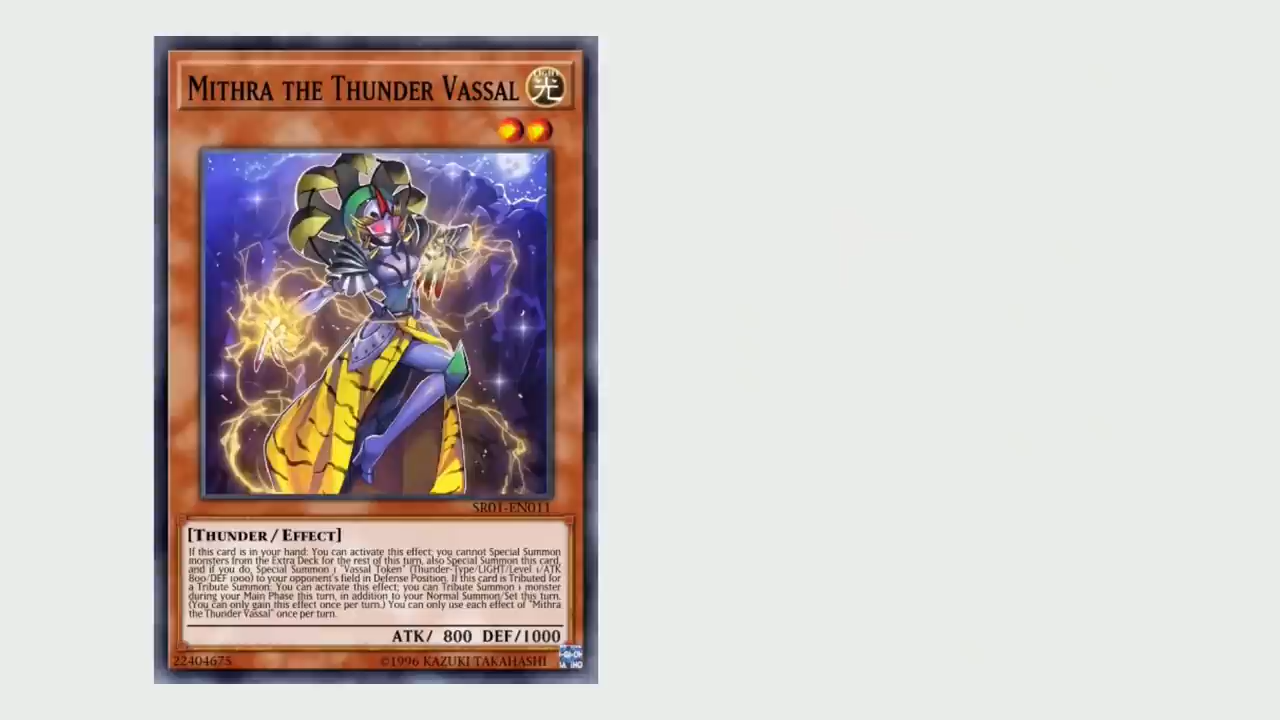 MITHRA THE THUNDER VASSAL
LIGHT
光
SR01-EN011
[THUNDER / EFFECT]
If this card is in your hand: You can activate this effect; you cannot Special Summon
monsters from the Extra Deck for the rest of this turn, also Special Summon this card,
and if you do, Special Summon 1 "Vassal Token" (Thunder-Type/LIGHT/Level 1/ATK
800/DEF 1000) to your opponent's field in Defense Position. If this card is Tributed for
a Tribute Summon: You can activate this effect; you can Tribute Summon 1 monster
during your Main Phase this turn, in addition to your Normal Summon/Set this turn.
(You can only gain this effect once per turn.) You can only use each effect of "Mithra
the Thunder Vassal" once per turn.
ATK/ 800 DEF/1000
22404675
©1996 KAZUKI TAKAHASHI